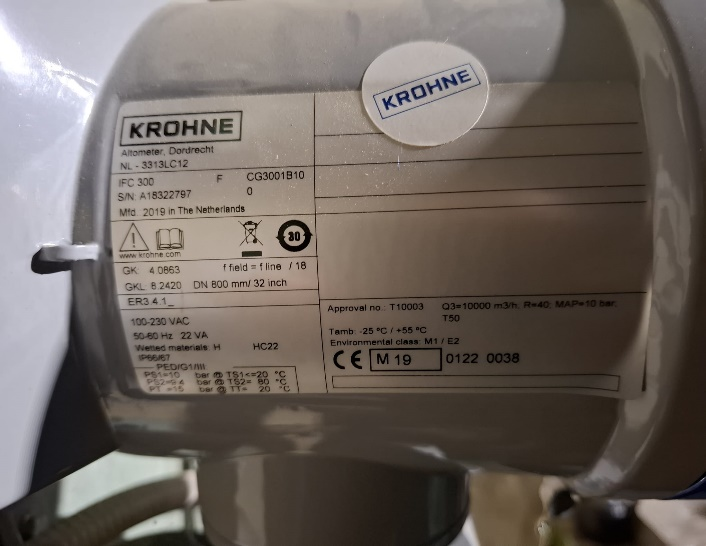 KROHNE
KROHNE
Altometer, Dordrecht
NL - 3313LC12
IFC 300 F CG3001B10
S/N: A18322797 0
Mfd. 2019 in The Netherlands
30
www.krohne.com
GK: 4.0863 f field = f line / 18
GKL: 8.2420 DN 800 mm/ 32 inch
ER3.4.1_
100-230 VAC
50-60 Hz 22 VA
Wetted materials: H HC22
IP66/67
PED/G1/III
PS1=10 bar @ TS1<=20 °C
PS2=9.4 bar @ TS2= 80 °C
PT =15 bar @ TT= 20 °C
Approval no.: T10003 Q3=10000 m3/h; R=40; MAP=10 bar;
T50
Tamb: -25 °C / +55 °C
Environmental class: M1 / E2
CE M 19 0122 0038